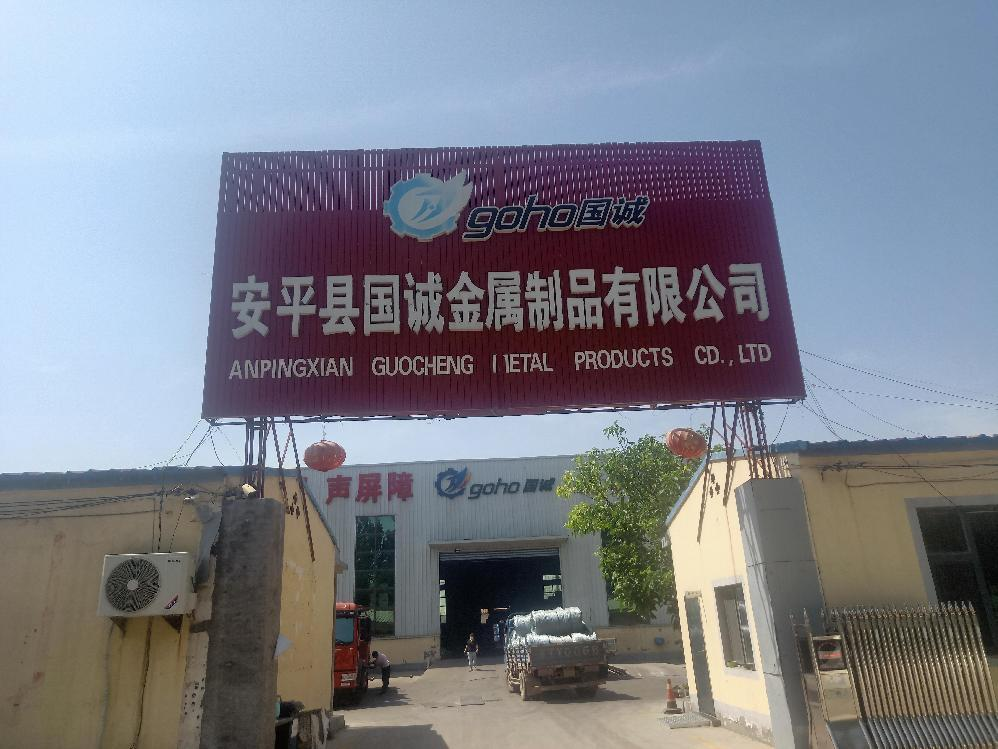 goho国诚
安平县国诚金属制品有限公司
ANPINGXIAN GUOCHENG METAL PRODUCTS CD.,LTD
声屏障
goho国诚